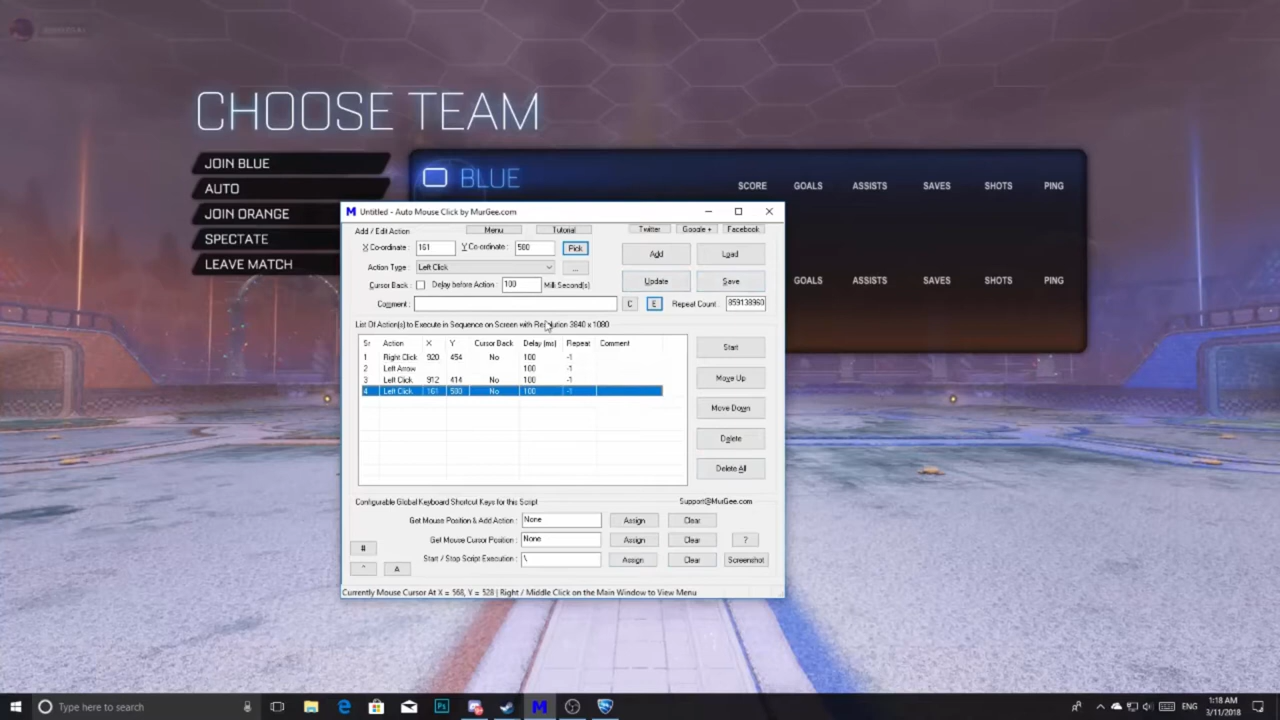 CHOOSE TEAM
JOIN BLUE
AUTO
JOIN ORANGE
SPECTATE
LEAVE MATCH
BLUE
SCORE GOALS ASSISTS SAVES SHOTS PING
GOALS ASSISTS SAVES SHOTS PING
M Untitled - Auto Mouse Click by MurGee.com
Add / Edit Action Menu Tutorial Twitter Google + Facebook
X Co-ordinate : 161 Y Co-ordinate : 580 Pick Add Load
Action Type : Left Click ...
Cursor Back : Delay before Action : 100 Milli Second(s) Update Save
Comment : C E Repeat Count : 859138960
List Of Action(s) to Execute in Sequence on Screen with Resolution 3840 x 1080
Sr Action X Y Cursor Back Delay (ms) Repeat Comment
1 Right Click 920 454 No 100 -1
2 Left Arrow 100 -1
3 Left Click 912 414 No 100 -1
4 Left Click 161 580 No 100 -1
Start
Move Up
Move Down
Delete
Delete All
Configurable Global Keyboard Shortcut Keys for this Script Support@MurGee.com
Get Mouse Position & Add Action : None Assign Clear
Get Mouse Cursor Position : None Assign Clear ?
Start / Stop Script Execution : \ Assign Clear Screenshot
#
^ A
Currently Mouse Cursor At X = 568, Y = 528 | Right / Middle Click on the Main Window to View Menu
Type here to search
Ps
M
ENG
1:18 AM
3/11/2018